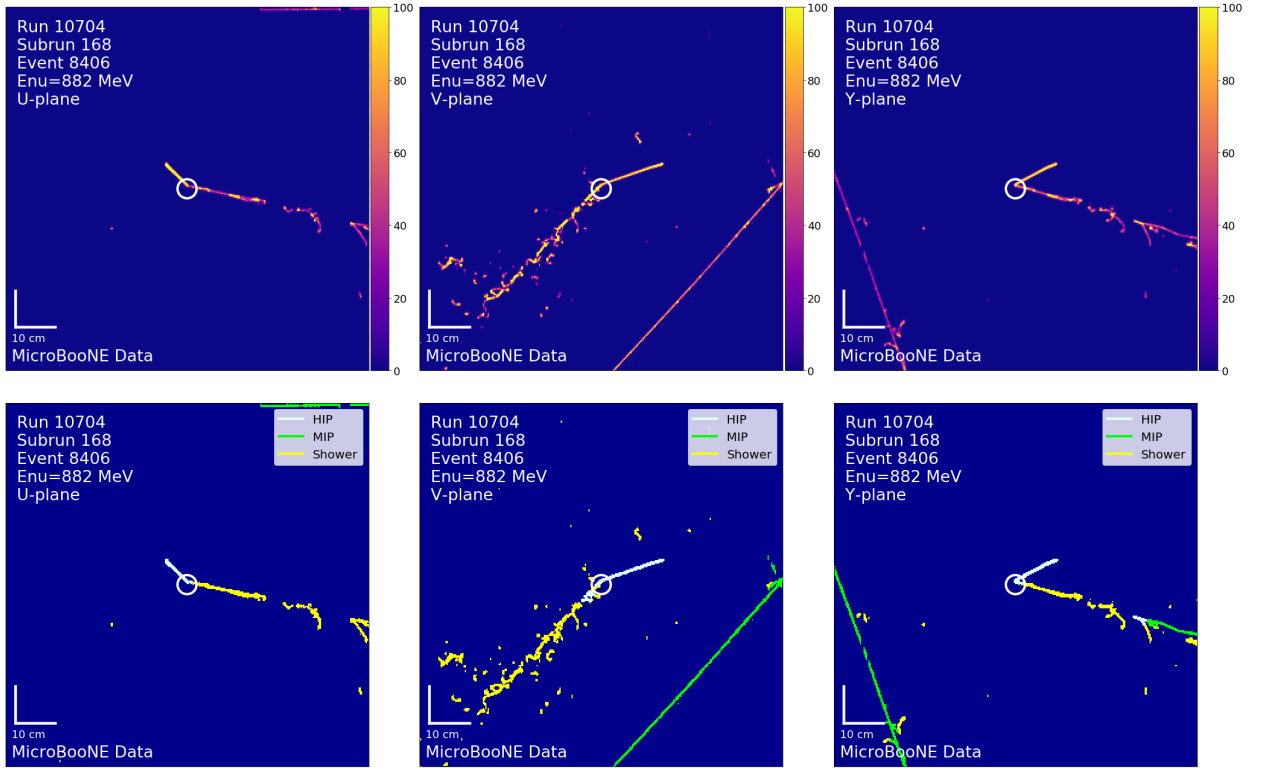 Run 10704
Subrun 168
Event 8406
Enu=882 MeV
U-plane
10 cm
MicroBooNE Data
100
80
60
40
20
0
Run 10704
Subrun 168
Event 8406
Enu=882 MeV
V-plane
10 cm
MicroBooNE Data
100
80
60
40
20
0
Run 10704
Subrun 168
Event 8406
Enu=882 MeV
Y-plane
10 cm
MicroBooNE Data
100
80
60
40
20
0
Run 10704
Subrun 168
Event 8406
Enu=882 MeV
U-plane
HIP
MIP
Shower
10 cm
MicroBooNE Data
Run 10704
Subrun 168
Event 8406
Enu=882 MeV
V-plane
HIP
MIP
Shower
10 cm
MicroBooNE Data
Run 10704
Subrun 168
Event 8406
Enu=882 MeV
Y-plane
HIP
MIP
Shower
10 cm
MicroBooNE Data